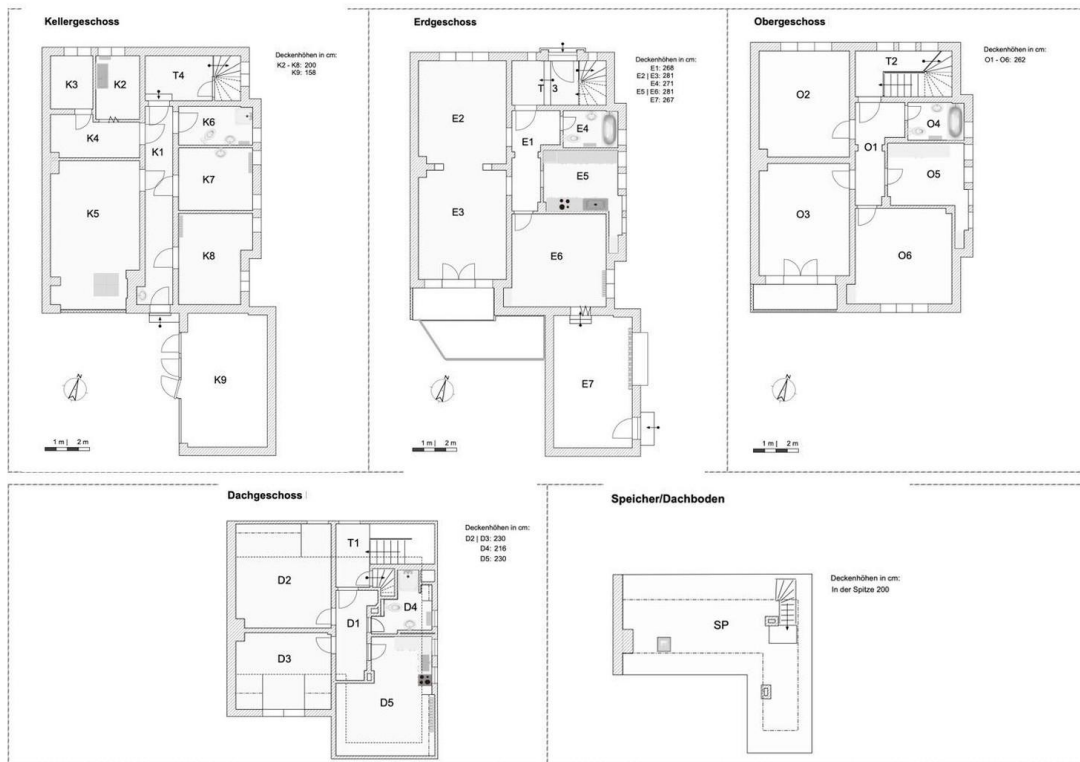 Kellergeschoss
Deckenhöhen in cm:
K2 - K8: 200
K9: 158
K3
K2
T4
K4
K1
K6
K7
K5
K8
K9
1 m | 2 m
Erdgeschoss
Deckenhöhen in cm:
E1: 268
E2 | E3: 281
E4: 271
E5 | E6: 281
E7: 267
T 3
E2
E1
E4
E5
E3
E6
E7
1 m | 2 m
Obergeschoss
Deckenhöhen in cm:
O1 - O6: 262
T2
O2
O4
O1
O5
O3
O6
1 m | 2 m
Dachgeschoss
Deckenhöhen in cm:
D2 | D3: 230
D4: 216
D5: 230
T1
D2
D4
D1
D3
D5
Speicher/Dachboden
Deckenhöhen in cm:
In der Spitze 200
SP